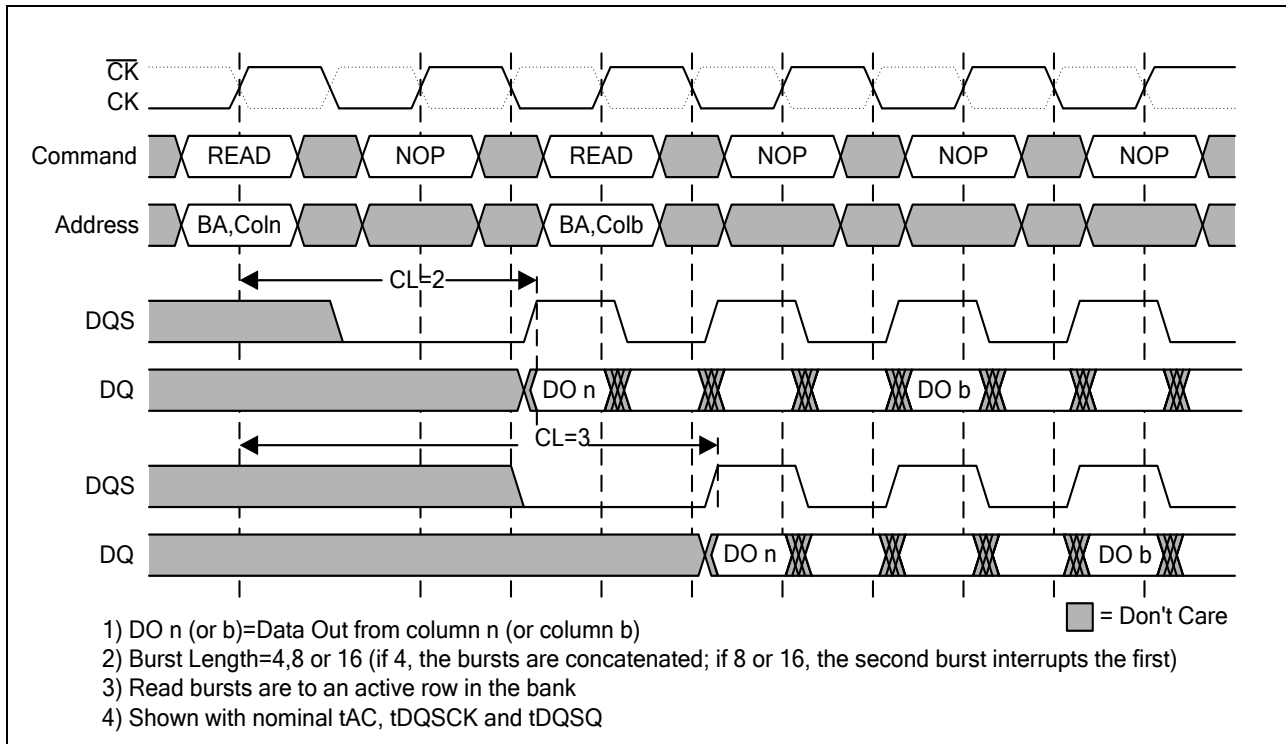 CK
CK
Command READ NOP READ NOP NOP NOP
Address BA,Coln BA,Colb
CL=2
DQS
DQ DO n DO b
CL=3
DQS
DQ DO n DO b
= Don't Care
1) DO n (or b)=Data Out from column n (or column b)
2) Burst Length=4,8 or 16 (if 4, the bursts are concatenated; if 8 or 16, the second burst interrupts the first)
3) Read bursts are to an active row in the bank
4) Shown with nominal tAC, tDQSCK and tDQSQ